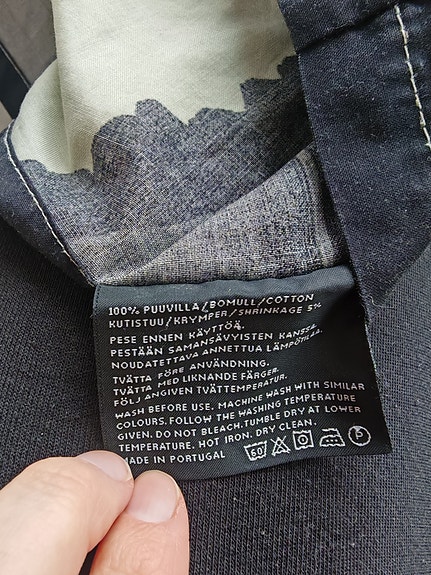 100% PUUVILLA/BOMULL/COTTON
KUTISTUU/KRYMPER/SHRINKAGE 5%
PESE ENNEN KÄYTTÖÄ.
PESTÄÄN SAMANSÄVYISTEN KANSSA.
NOUDATETTAVA ANNETTUA LÄMPÖTILAA.
TVÄTTA FÖRE ANVÄNDNING.
TVÄTTA MED LIKNANDE FÄRGER.
FÖLJ ANGIVEN TVÄTTEMPERATUR.
WASH BEFORE USE. MACHINE WASH WITH SIMILAR
COLOURS. FOLLOW THE WASHING TEMPERATURE
GIVEN. DO NOT BLEACH. TUMBLE DRY AT LOWER
TEMPERATURE. HOT IRON. DRY CLEAN.
MADE IN PORTUGAL 60 P